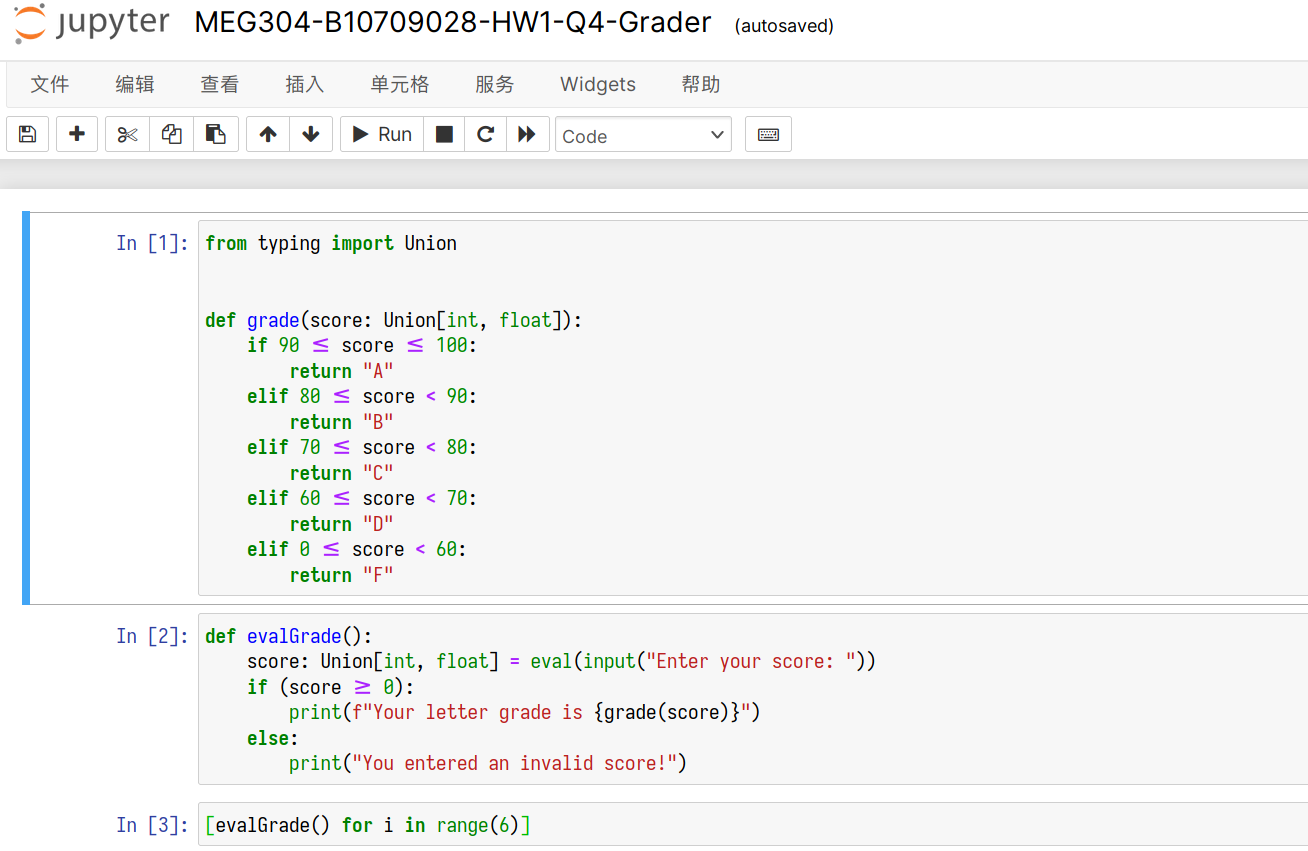 jupyter MEG304-B10709028-HW1-Q4-Grader (autosaved)
文件 编辑 查看 插入 单元格 服务 Widgets 帮助
Run Code
In [1]: from typing import Union
def grade(score: Union[int, float]):
if 90 ≤ score ≤ 100:
return "A"
elif 80 ≤ score < 90:
return "B"
elif 70 ≤ score < 80:
return "C"
elif 60 ≤ score < 70:
return "D"
elif 0 ≤ score < 60:
return "F"
In [2]: def evalGrade():
score: Union[int, float] = eval(input("Enter your score: "))
if (score ≥ 0):
print(f"Your letter grade is {grade(score)}")
else:
print("You entered an invalid score!")
In [3]: [evalGrade() for i in range(6)]